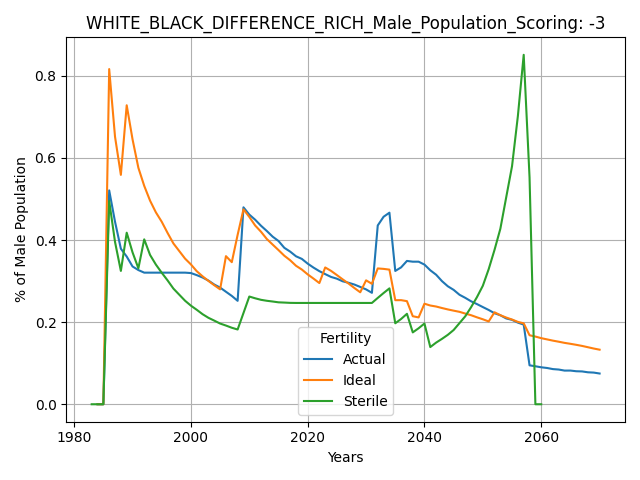 WHITE_BLACK_DIFFERENCE_RICH_Male_Population_Scoring: -3
% of Male Population
0.8
0.6
0.4
0.2
0.0
Fertility
Actual
Ideal
Sterile
1980 2000 2020 2040 2060
Years